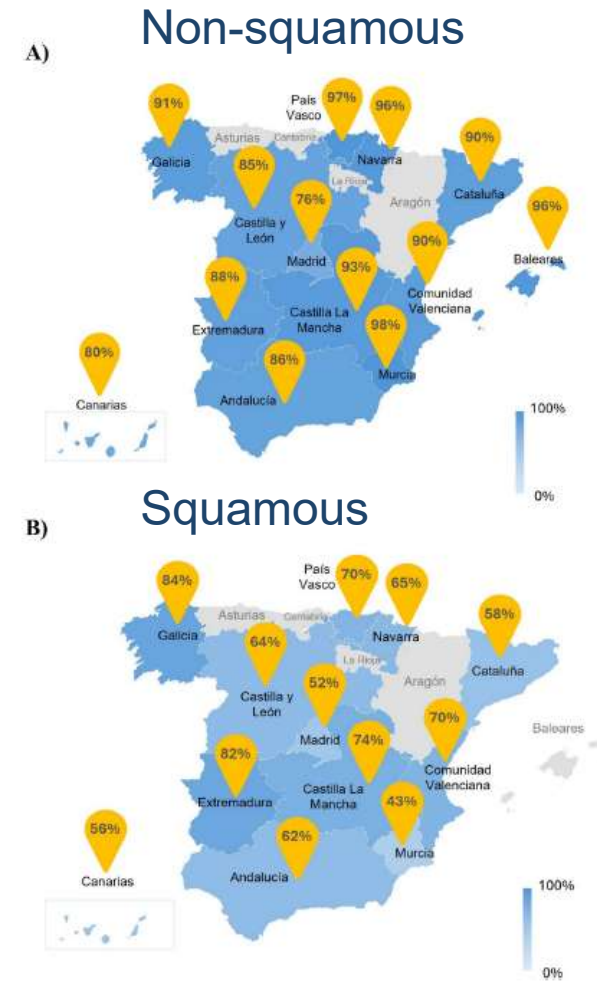 Non-squamous
A)
91%
País
Vasco
97%
96%
Asturias
Cantabria
90%
Galicia
Navarra
85%
La Rioja
76%
Aragón
Cataluña
96%
Castilla y
León
90%
Madrid
93%
Baleares
88%
Comunidad
Valenciana
Castilla La
Mancha
Extremadura
98%
80%
86%
Murcia
Canarias
Andalucía
100%
0%
Squamous
B)
84%
País
Vasco
70%
65%
Asturias
Cantabria
58%
Galicia
Navarra
64%
La Rioja
Cataluña
52%
Aragón
Castilla y
León
70%
Baleares
Madrid
74%
82%
Comunidad
Valenciana
Castilla La
Mancha
Extremadura
43%
56%
62%
Murcia
Canarias
Andalucía
100%
0%